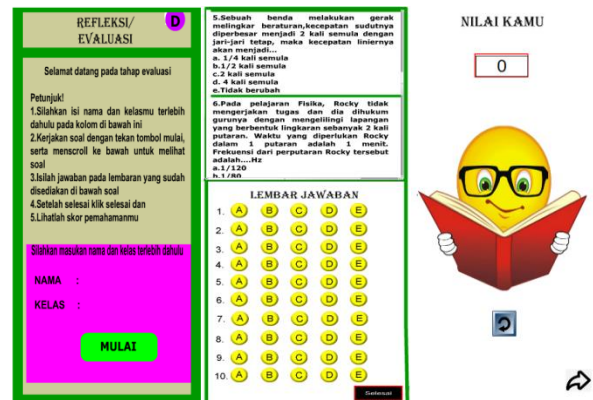 REFLEKSI/
EVALUASI
D
Selamat datang pada tahap evaluasi
Petunjuk!
1.Silahkan isi nama dan kelasmu terlebih
dahulu pada kolom di bawah ini
2.Kerjakan soal dengan tekan tombol mulai,
serta menscroll ke bawah untuk melihat
soal
3.Isilah jawaban pada lembaran yang sudah
disediakan di bawah soal
4.Setelah selesai klik selesai dan
5.Lihatlah skor pemahamanmu
Silahkan masukan nama dan kelas terlebih dahulu
NAMA :
KELAS :
MULAI
5.Sebuah benda melakukan gerak
melingkar beraturan,kecepatan sudutnya
diperbesar menjadi 2 kali semula dengan
jari-jari tetap, maka kecepatan liniernya
akan menjadi...
a. 1/4 kali semula
b.1/2 kali semula
c.2 kali semula
d. 4 kali semula
e.Tidak berubah
6.Pada pelajaran Fisika, Rocky tidak
mengerjakan tugas dan dia dihukum
gurunya dengan mengelilingi lapangan
yang berbentuk lingkaran sebanyak 2 kali
putaran. Waktu yang diperlukan Rocky
dalam 1 putaran adalah 1 menit.
Frekuensi dari perputaran Rocky tersebut
adalah....Hz
a.1/120
b.1/80
LEMBAR JAWABAN
1. A B C D E
2. A B C D E
3. A B C D E
4. A B C D E
5. A B C D E
6. A B C D E
7. A B C D E
8. A B C D E
9. A B C D E
10. A B C D E
Selesai
NILAI KAMU
0